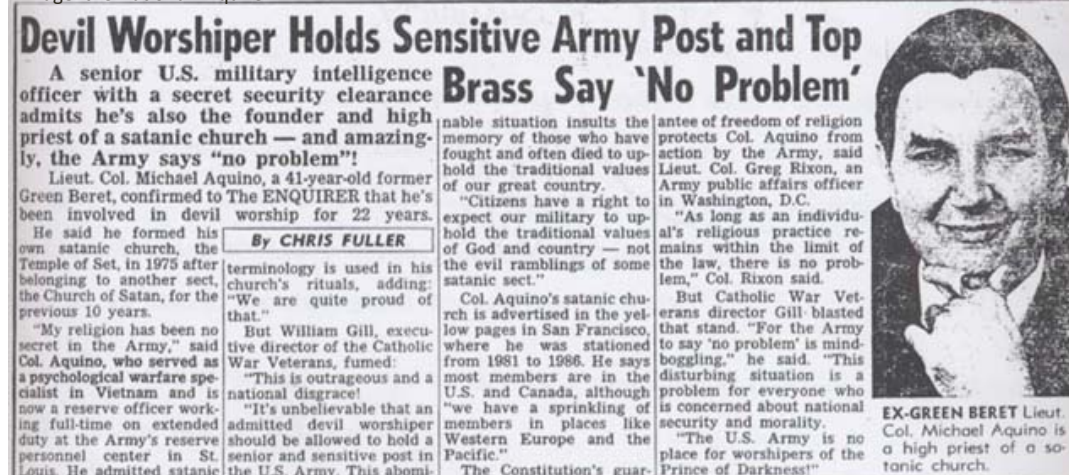 Devil Worshiper Holds Sensitive Army Post and Top
Brass Say 'No Problem'
A senior U.S. military intelligence
officer with a secret security clearance
admits he's also the founder and high
priest of a satanic church — and amazing-
ly, the Army says "no problem"!
Lieut. Col. Michael Aquino, a 41-year-old former
Green Beret, confirmed to The ENQUIRER that he's
been involved in devil worship for 22 years.
He said he formed his
own satanic church, the
Temple of Set, in 1975 after
belonging to another sect,
the Church of Satan, for the
previous 10 years.
"My religion has been no
secret in the Army," said
Col. Aquino, who served as
a psychological warfare spe-
cialist in Vietnam and is
now a reserve officer work-
ing full-time on extended
duty at the Army's reserve
personnel center in St.
Louis. He admitted satanic
By CHRIS FULLER
terminology is used in his
church's rituals, adding:
"We are quite proud of
that."
But William Gill, execu-
tive director of the Catholic
War Veterans, fumed:
"This is outrageous and a
national disgrace!
"It's unbelievable that an
admitted devil worshiper
should be allowed to hold a
senior and sensitive post in
the U.S. Army. This abomi-
nable situation insults the
memory of those who have
fought and often died to up-
hold the traditional values
of our great country.
"Citizens have a right to
expect our military to up-
hold the traditional values
of God and country — not
the evil ramblings of some
satanic sect."
Col. Aquino's satanic chu-
rch is advertised in the yel-
low pages in San Francisco,
where he was stationed
from 1981 to 1986. He says
most members are in the
U.S. and Canada, although
"we have a sprinkling of
members in places like
Western Europe and the
Pacific."
The Constitution's guar-
antee of freedom of religion
protects Col. Aquino from
action by the Army, said
Lieut. Col. Greg Rixon, an
Army public affairs officer
in Washington, D.C.
"As long as an individu-
al's religious practice re-
mains within the limit of
the law, there is no prob-
lem," Col. Rixon said.
But Catholic War Vet-
erans director Gill blasted
that stand. "For the Army
to say 'no problem' is mind-
boggling," he said. "This
disturbing situation is a
problem for everyone who
is concerned about national
security and morality.
"The U.S. Army is no
place for worshipers of the
Prince of Darkness!"
EX-GREEN BERET Lieut.
Col. Michael Aquino is
a high priest of a sa-
tanic church.